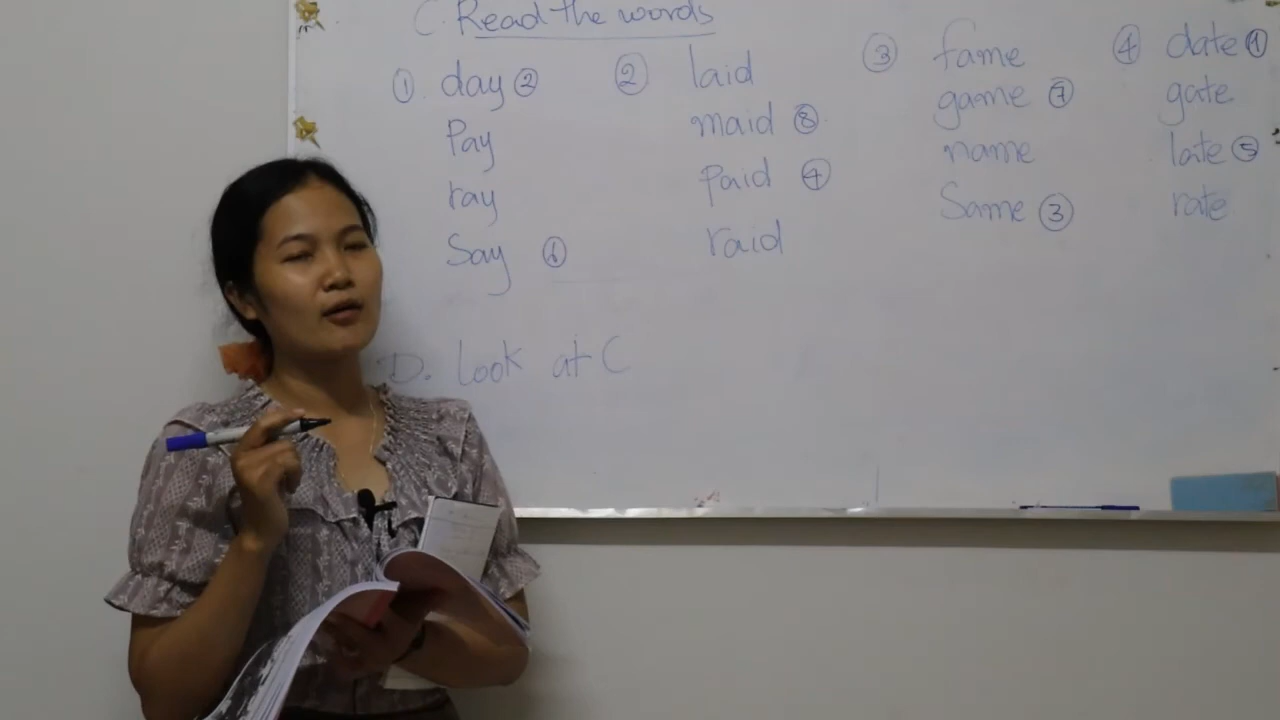 C. Read the words
① day ②
Pay
ray
Say ⑥
② laid
maid ⑧
paid ④
raid
③ fame
game ⑦
name
Same ③
④ date ①
gate
late ⑤
rate
D. Look at C